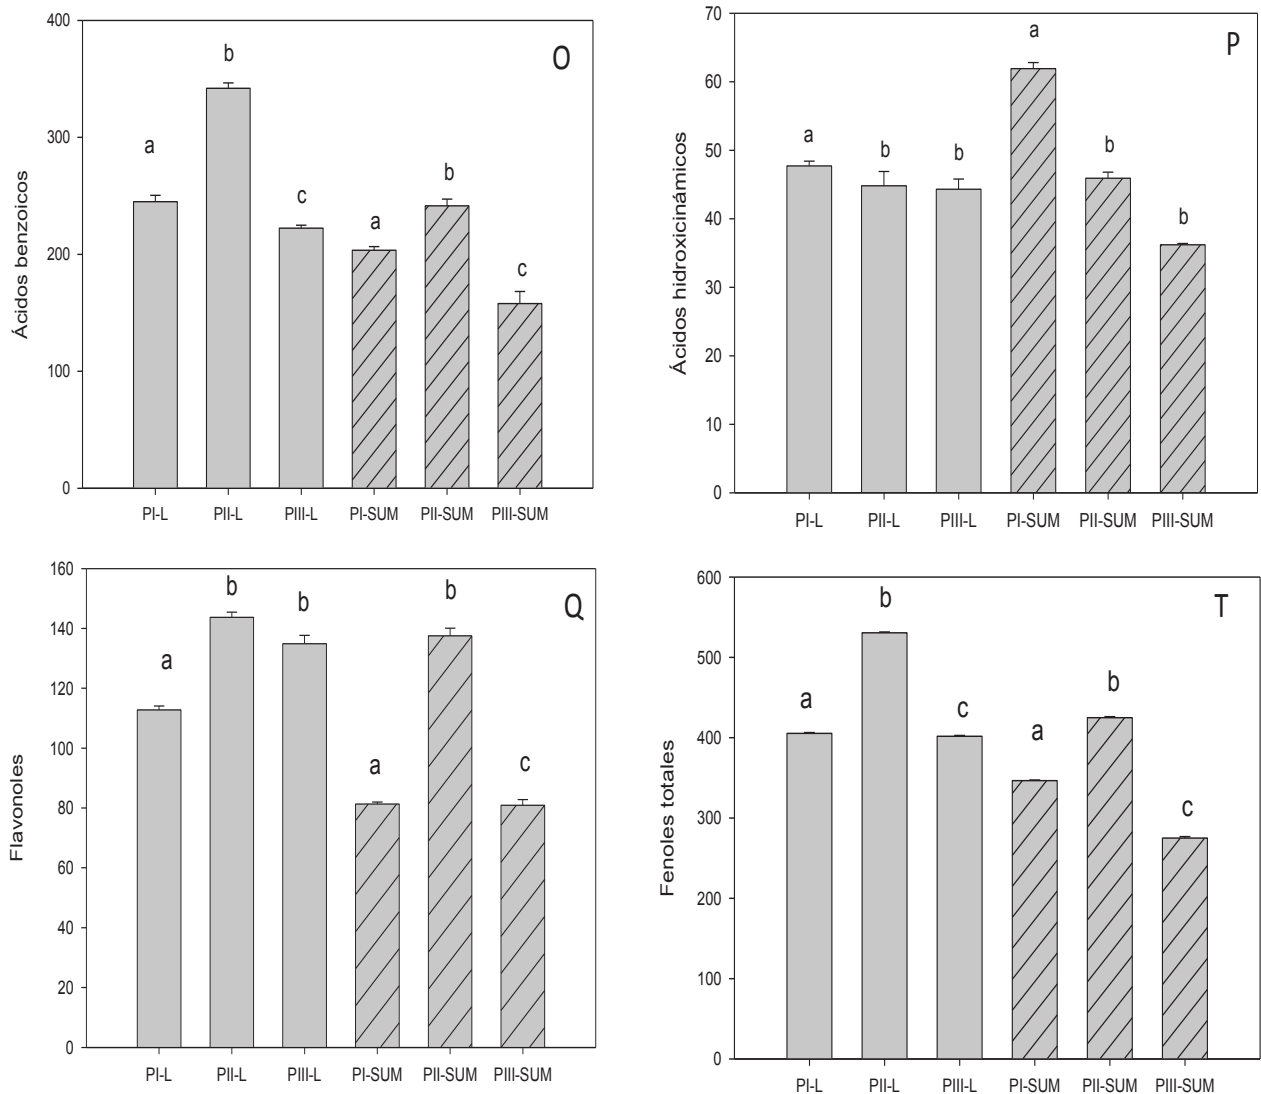 O
Ácidos benzoicos
400
300
200
100
0
a
b
c
a
b
c
PI-L PII-L PIII-L PI-SUM PII-SUM PIII-SUM
P
Ácidos hidroxicinámicos
70
60
50
40
30
20
10
0
a
b
b
a
b
b
PI-L PII-L PIII-L PI-SUM PII-SUM PIII-SUM
Q
Flavonoles
160
140
120
100
80
60
40
20
0
a
b
b
a
b
c
PI-L PII-L PIII-L PI-SUM PII-SUM PIII-SUM
T
Fenoles totales
600
500
400
300
200
100
0
a
b
c
a
b
c
PI-L PII-L PIII-L PI-SUM PII-SUM PIII-SUM